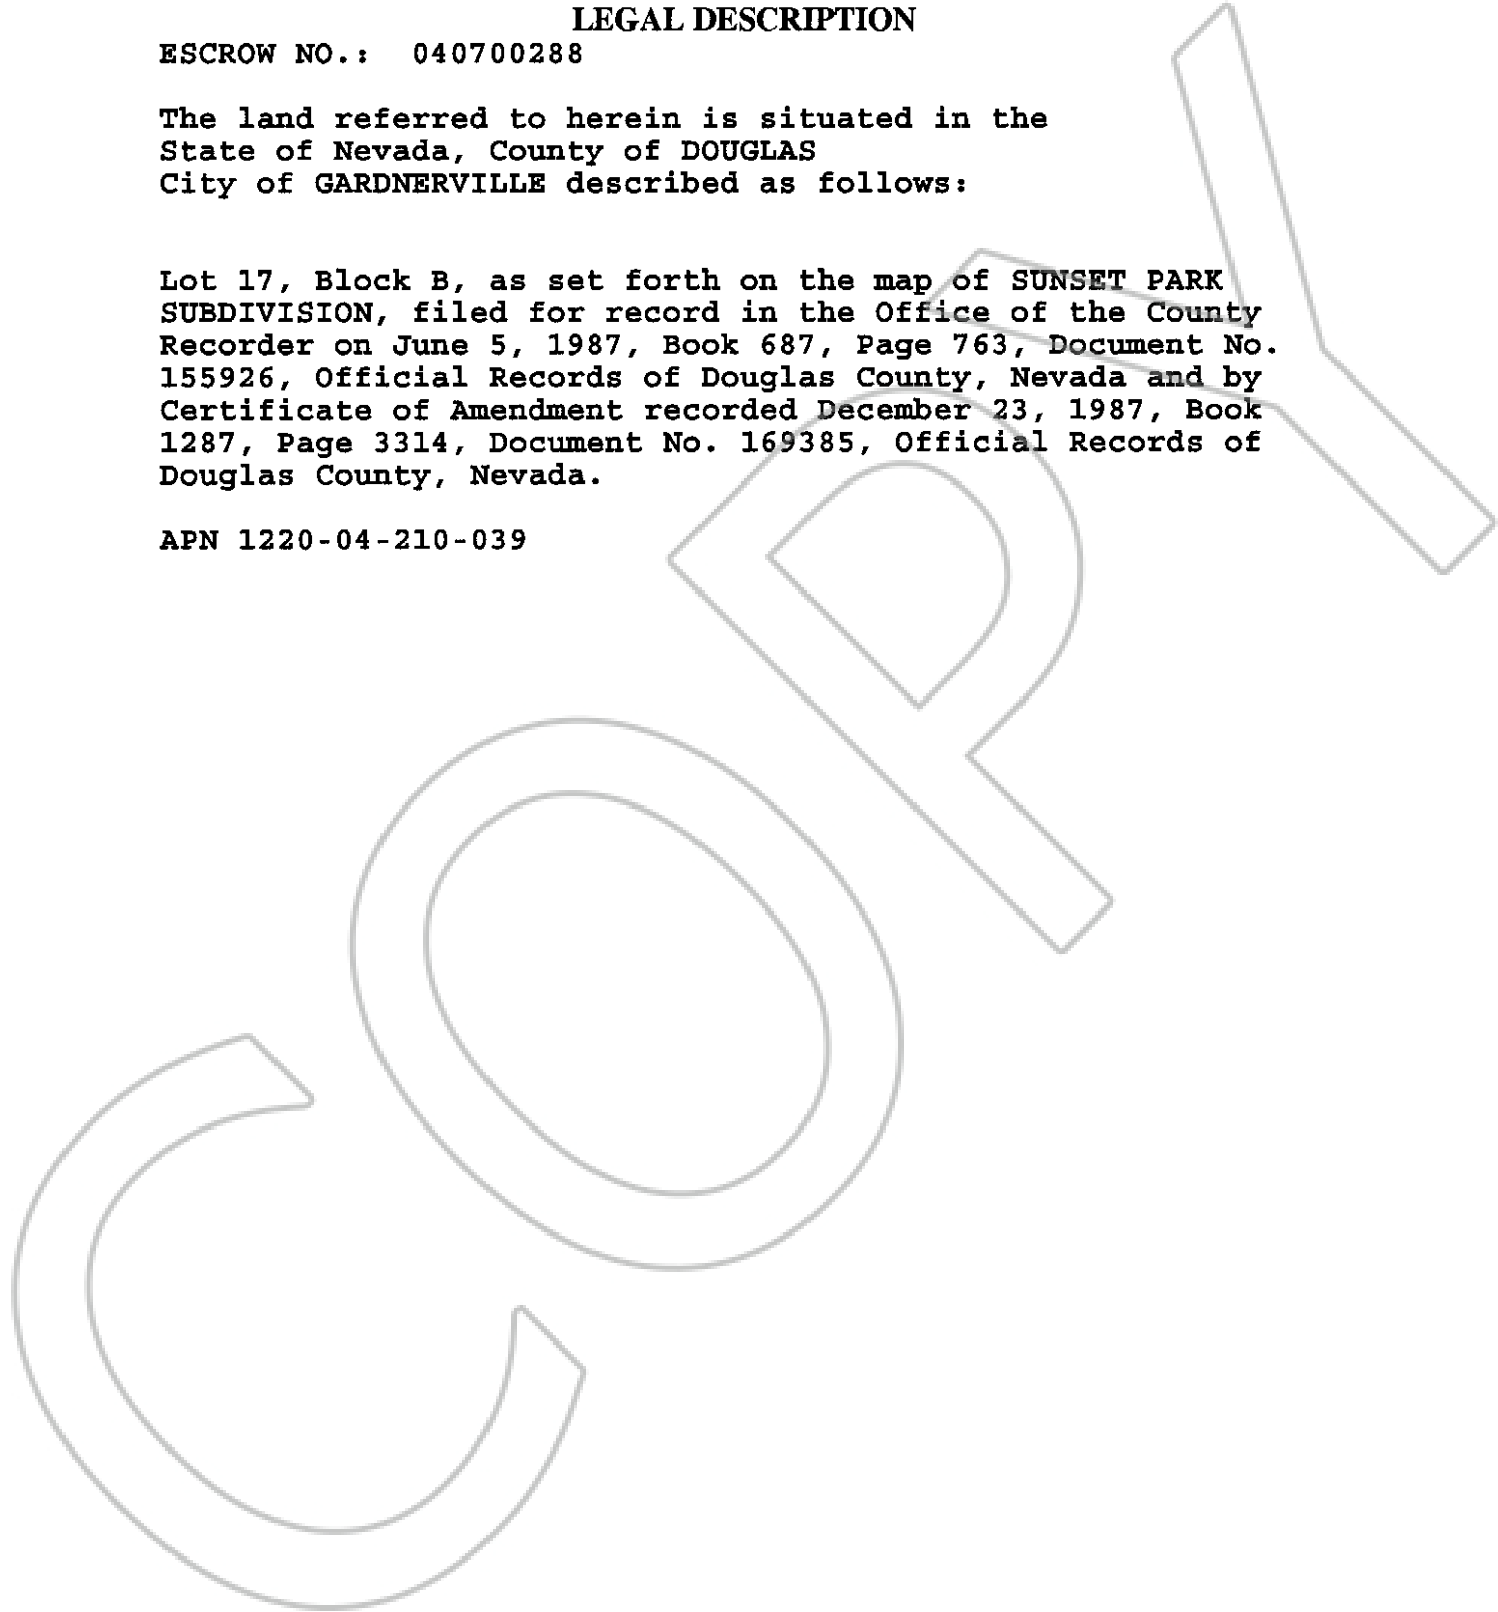 LEGAL DESCRIPTION
ESCROW NO.: 040700288
The land referred to herein is situated in the
State of Nevada, County of DOUGLAS
City of GARDNERVILLE described as follows:
Lot 17, Block B, as set forth on the map of SUNSET PARK
SUBDIVISION, filed for record in the Office of the County
Recorder on June 5, 1987, Book 687, Page 763, Document No.
155926, Official Records of Douglas County, Nevada and by
Certificate of Amendment recorded December 23, 1987, Book
1287, Page 3314, Document No. 169385, Official Records of
Douglas County, Nevada.
APN 1220-04-210-039
COPY